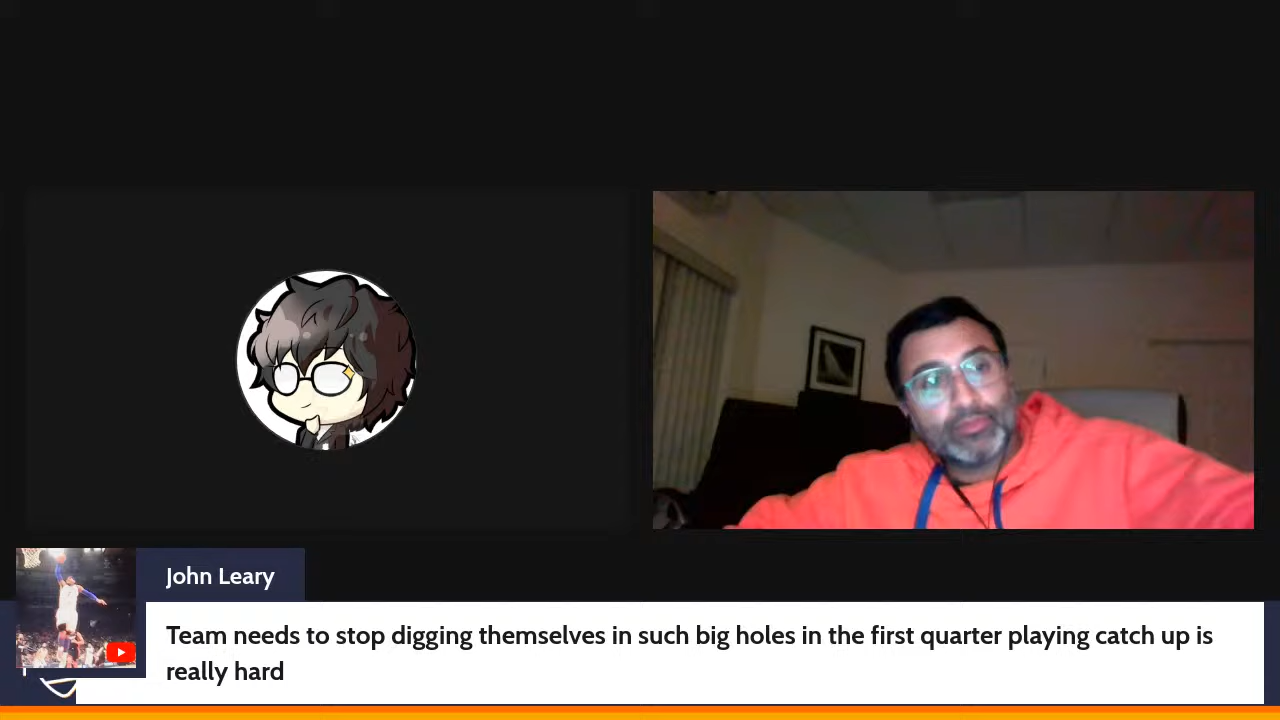 John Leary
Team needs to stop digging themselves in such big holes in the first quarter playing catch up is
really hard